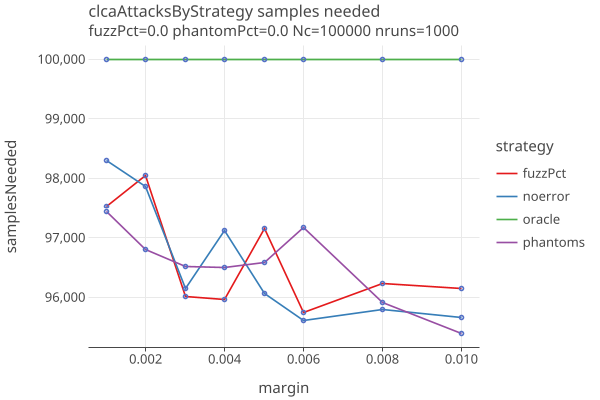 clcaAttacksByStrategy samples needed
fuzzPct=0.0 phantomPct=0.0 Nc=100000 nruns=1000
100,000
99,000
98,000
97,000
96,000
samplesNeeded
0.002
0.004
0.006
0.008
0.010
margin
strategy
fuzzPct
noerror
oracle
phantoms